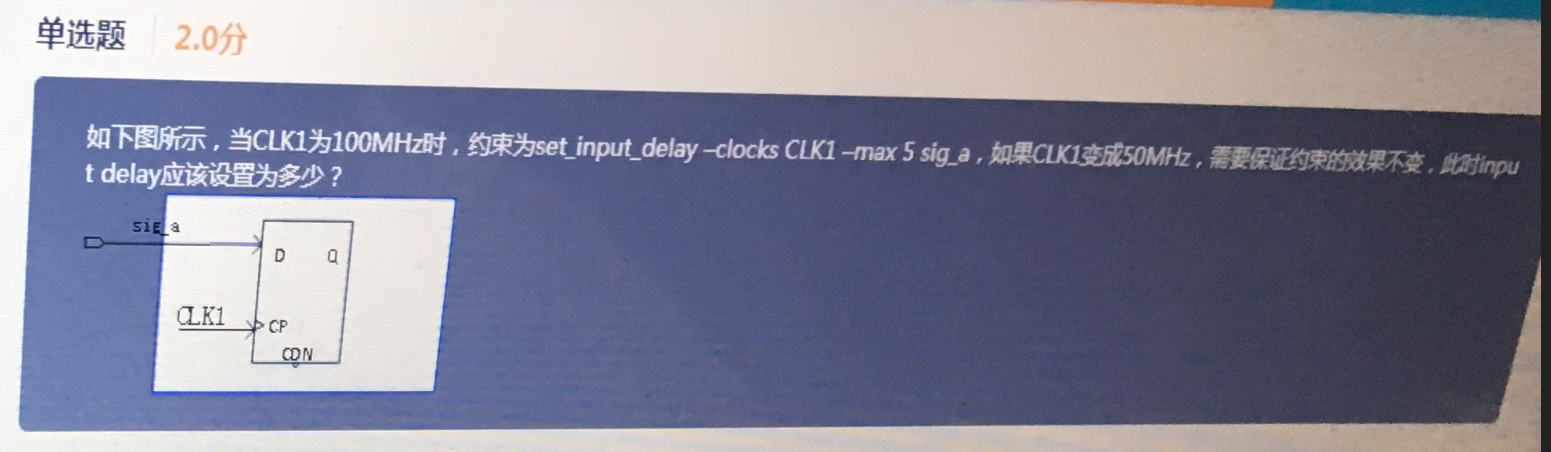 单选题 2.0分
如下图所示，当CLK1为100MHz时，约束为set_input_delay –clocks CLK1 –max 5 sig_a，如果CLK1变成50MHz，需要保证约束的效果不变，此时inpu
t delay应该设置为多少？
sig_a
D Q
CLK1
CP
CDN